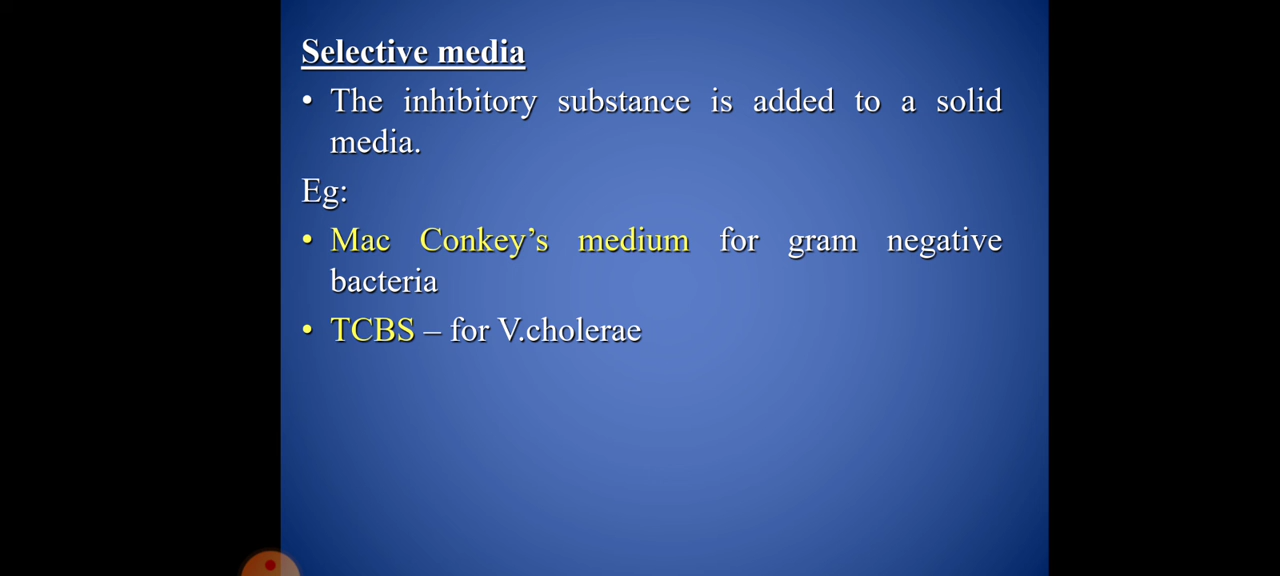 Selective media
• The inhibitory substance is added to a solid
media.
Eg:
• Mac Conkey’s medium for gram negative
bacteria
• TCBS – for V.cholerae